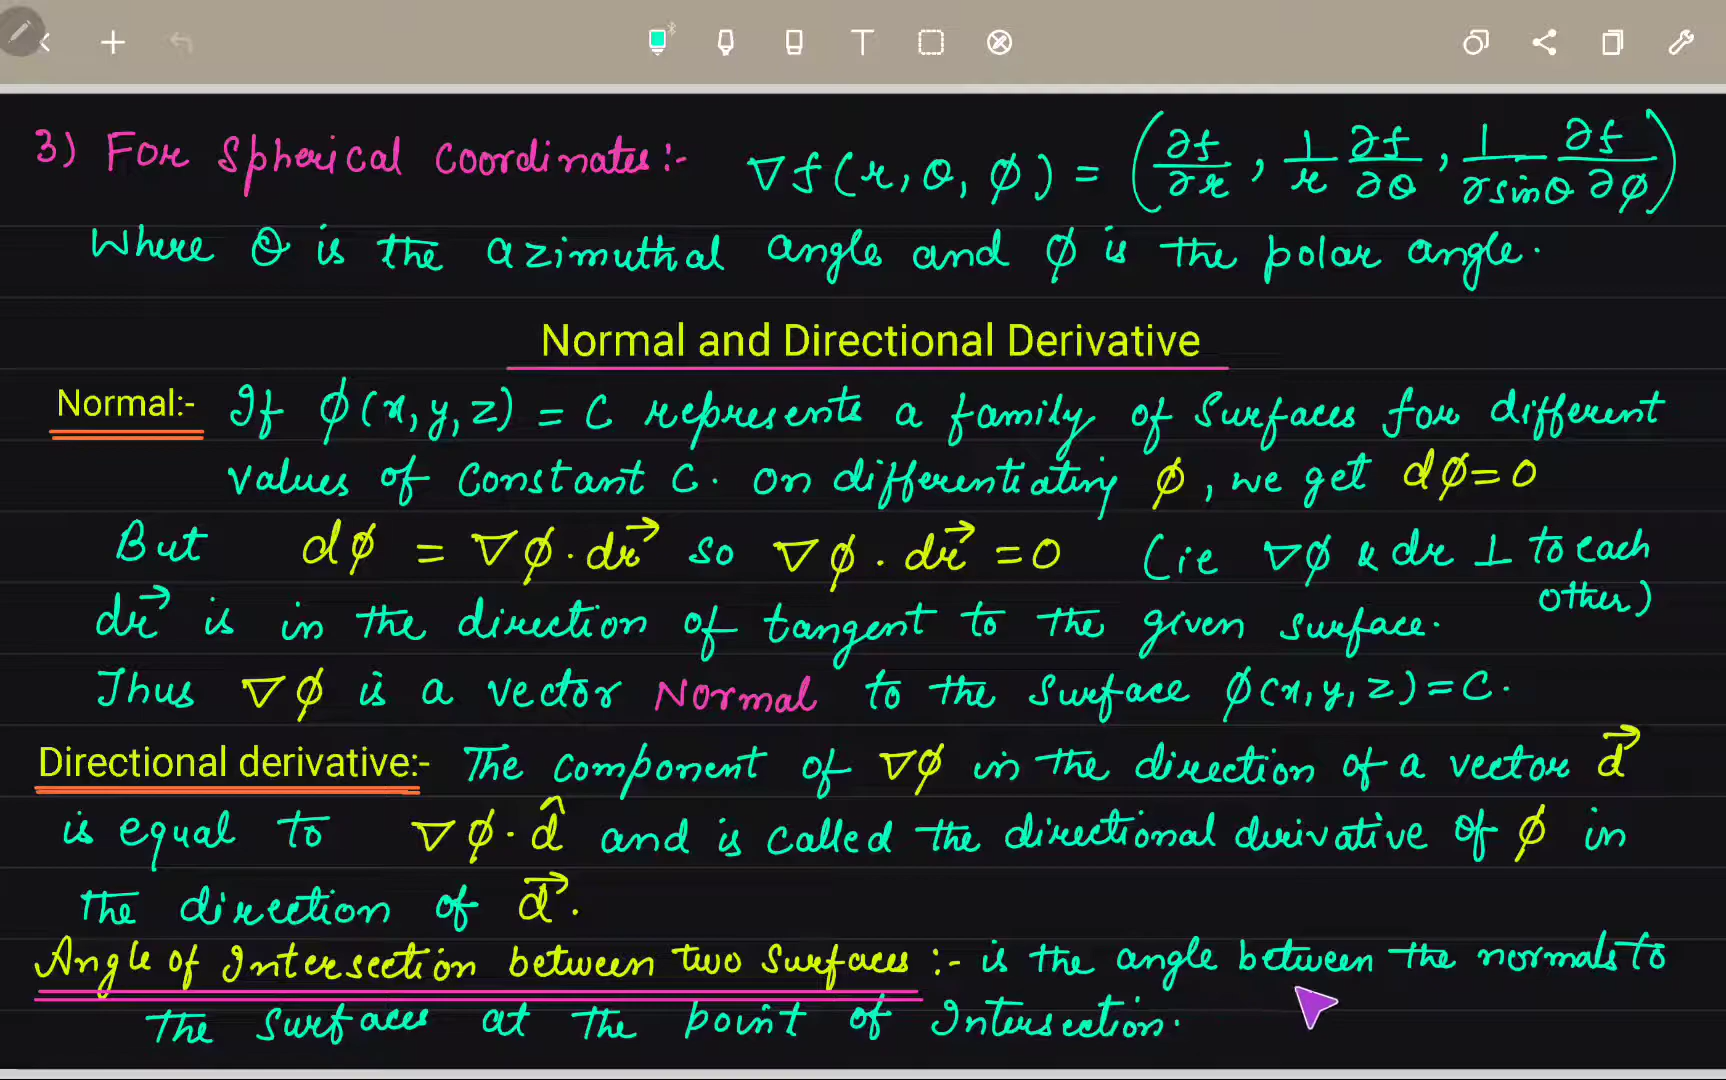 3) For Spherical Coordinates:- ∇f(r, θ, ϕ) = (∂f/∂r, 1/r ∂f/∂θ, 1/r sinθ ∂f/∂ϕ)
Where θ is the azimuthal angle and ϕ is the polar angle.
Normal and Directional Derivative
Normal:- If ϕ(x, y, z) = C represents a family of Surfaces for different
values of Constant C. On differentiating ϕ, we get dϕ=0
But dϕ = ∇ϕ · dr⃗ so ∇ϕ · dr⃗ = 0 (ie ∇ϕ & dr ⊥ to each other)
dr⃗ is in the direction of tangent to the given surface.
Thus ∇ϕ is a vector Normal to the Surface ϕ(x, y, z) = C.
Directional derivative:- The component of ∇ϕ in the direction of a vector d⃗
is equal to ∇ϕ · d̂ and is called the directional derivative of ϕ in
the direction of d⃗.
Angle of Intersection between two Surfaces :- is the angle between the normals to
the Surfaces at the point of Intersection.